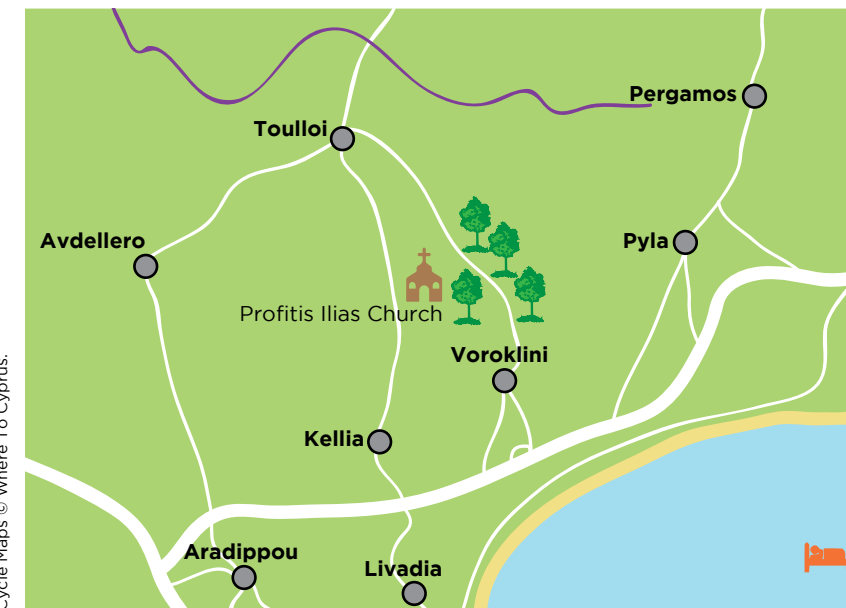 Pergamos
Toulloi
Avdellero
Pyla
Profitis Ilias Church
Voroklini
Kellia
Aradippou
Livadia
Cycle Maps © Where To Cyprus.